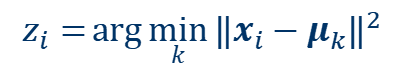 z_i = arg min_k ‖x_i − μ_k‖²